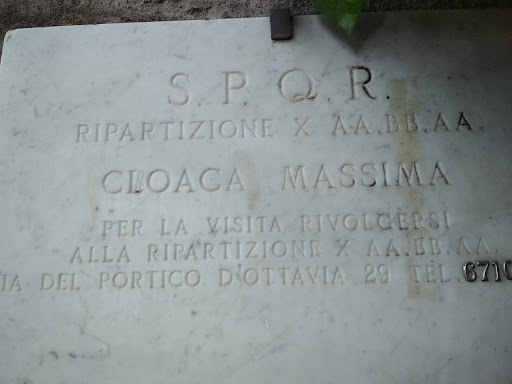 S.P.Q.R.
RIPARTIZIONE X AA.BB.AA.
CLOACA MASSIMA
PER LA VISITA RIVOLGERSI
ALLA RIPARTIZIONE X AA.BB.AA.
IA DEL PORTICO D'OTTAVIA 29 TEL.6710